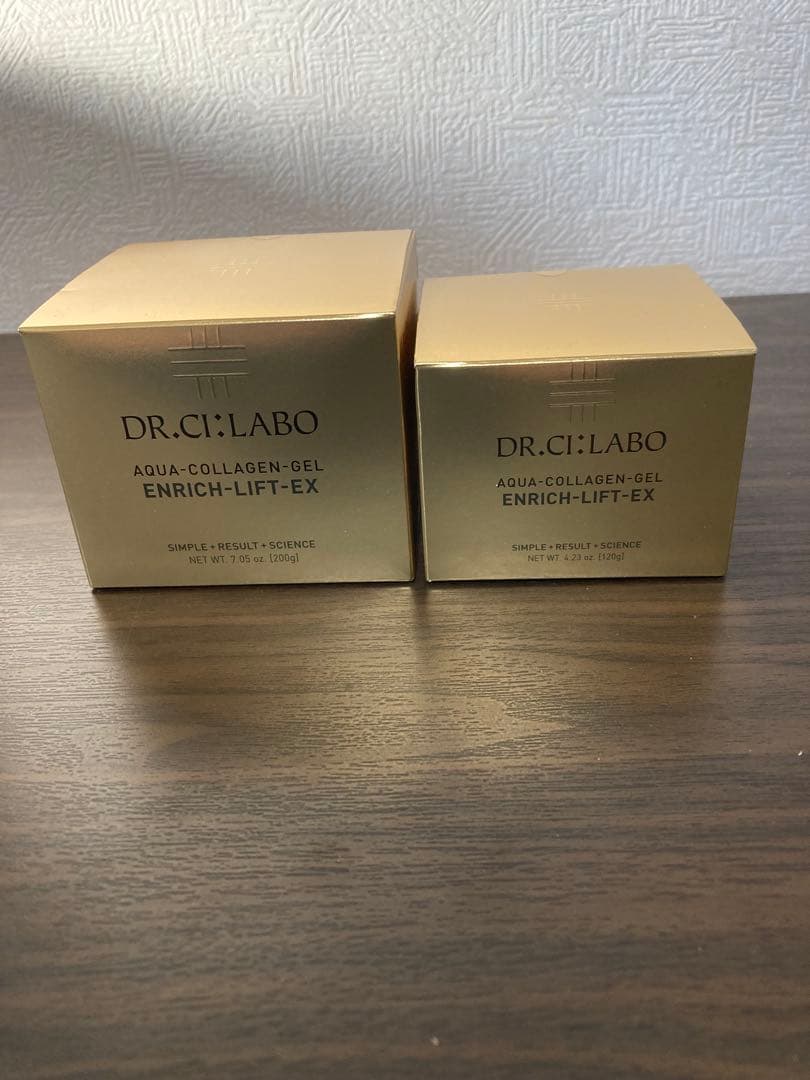 DR.CI:LABO
AQUA-COLLAGEN-GEL
ENRICH-LIFT-EX
SIMPLE+RESULT+SCIENCE
NET WT. 7.05 oz. [200g]
DR.CI:LABO
AQUA-COLLAGEN-GEL
ENRICH-LIFT-EX
SIMPLE+RESULT+SCIENCE
NET WT. 4.23 oz. [120g]